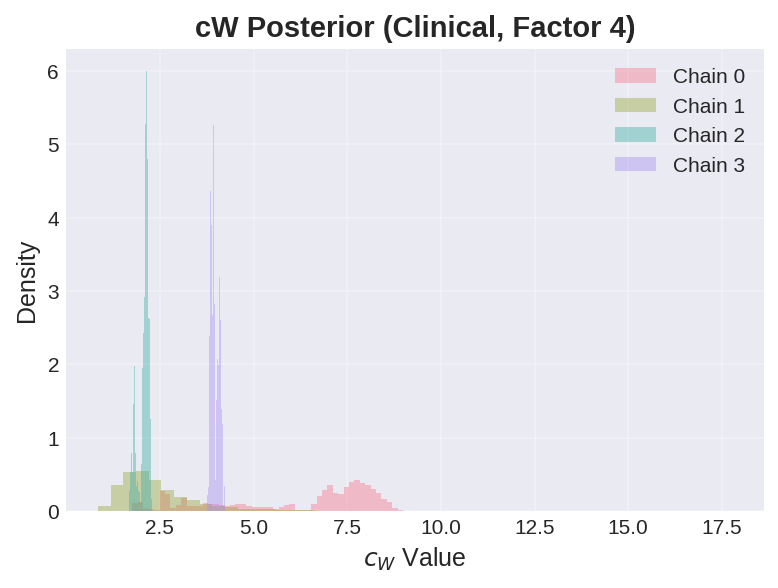 cW Posterior (Clinical, Factor 4)
Chain 0
Chain 1
Chain 2
Chain 3
Density
6
5
4
3
2
1
0
2.5 5.0 7.5 10.0 12.5 15.0 17.5
c_W Value